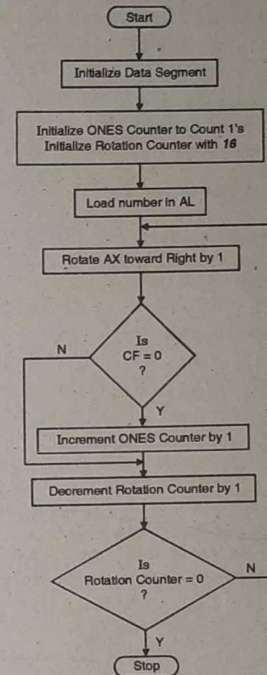 Start
Initialize Data Segment
Initialize ONES Counter to Count 1's
Initialize Rotation Counter with 16
Load number in AL
Rotate AX toward Right by 1
Is
CF = 0
?
N
Y
Increment ONES Counter by 1
Decrement Rotation Counter by 1
Is
Rotation Counter = 0
?
N
Y
Stop